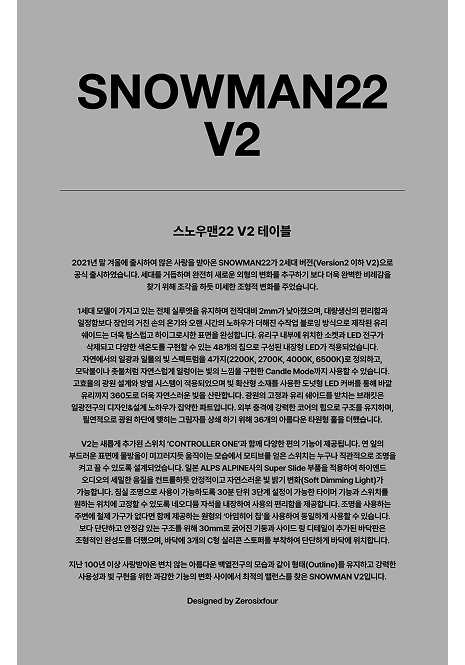 SNOWMAN22
V2
스노우맨22 V2 테이블
2021년 말 겨울에 출시하여 많은 사랑을 받아온 SNOWMAN22가 2세대 버전(Version2 이하 V2)으로
공식 출시하였습니다. 세대를 거듭하며 완전히 새로운 외형의 변화를 추구하기 보다 더욱 완벽한 비례감을
찾기 위해 조각을 하듯 미세한 조형적 변화를 주었습니다.
1세대 모델이 가지고 있는 전체 실루엣을 유지하며 전작대비 2mm가 낮아졌으며, 대량생산의 편리함과
일정함보다 장인의 거친 손의 온기와 오랜 시간의 노하우가 더해진 수작업 블로잉 방식으로 제작된 유리
쉐이드는 더욱 탐스럽고 하이그로시한 표면을 완성합니다. 유리구 내부에 위치한 소켓과 LED 전구가
삭제되고 다양한 색온도를 구현할 수 있는 48개의 칩으로 구성된 내장형 LED가 적용되었습니다.
자연에서의 일광과 일몰의 빛 스펙트럼을 4가지(2200K, 2700K, 4000K, 6500K)로 정의하고,
모닥불이나 촛불처럼 자연스럽게 일렁이는 빛의 느낌을 구현한 Candle Mode까지 사용할 수 있습니다.
고효율의 광원 설계와 방열 시스템이 적용되었으며 빛 확산형 소재를 사용한 도넛형 LED 커버를 통해 바깥
유리까지 360도로 더욱 자연스러운 빛을 산란합니다. 광원의 고정과 유리 쉐이드를 받치는 브래킷은
일광전구의 디자인&설계 노하우가 집약한 파트입니다. 외부 충격에 강력한 코어의 힘으로 구조를 유지하며,
필연적으로 광원 하단에 맺히는 그림자를 상쇄 하기 위해 36개의 아름다운 타원형 홀을 더했습니다.
V2는 새롭게 추가된 스위치 'CONTROLLER ONE'과 함께 다양한 편의 기능이 제공됩니다. 연 잎의
부드러운 표면에 물방울이 미끄러지듯 움직이는 모습에서 모티브를 얻은 스위치는 누구나 직관적으로 조명을
켜고 끌 수 있도록 설계되었습니다. 일본 ALPS ALPINE사의 Super Slide 부품을 적용하여 하이엔드
오디오의 세밀한 음질을 컨트롤하듯 안정적이고 자연스러운 빛 밝기 변화(Soft Dimming Light)가
가능합니다. 침실 조명으로 사용이 가능하도록 30분 단위 3단계 설정이 가능한 타이머 기능과 스위치를
원하는 위치에 고정할 수 있도록 네오디뮴 자석을 내장하여 사용의 편리함을 제공합니다. 조명을 사용하는
주변에 철제 가구가 없다면 함께 제공하는 원형의 '아임히어 칩'을 사용하여 동일하게 사용할 수 있습니다.
보다 단단하고 안정감 있는 구조를 위해 30mm로 굵어진 기둥과 사이드 링 디테일이 추가된 바닥판은
조형적인 완성도를 더했으며, 바닥에 3개의 C형 실리콘 스토퍼를 부착하여 단단하게 바닥에 위치합니다.
지난 100년 이상 사랑받아온 변치 않는 아름다운 백열전구의 모습과 같이 형태(Outline)를 유지하고 강력한
사용성과 빛 구현을 위한 과감한 기능의 변화 사이에서 최적의 밸런스를 찾은 SNOWMAN V2입니다.
Designed by Zerosixfour